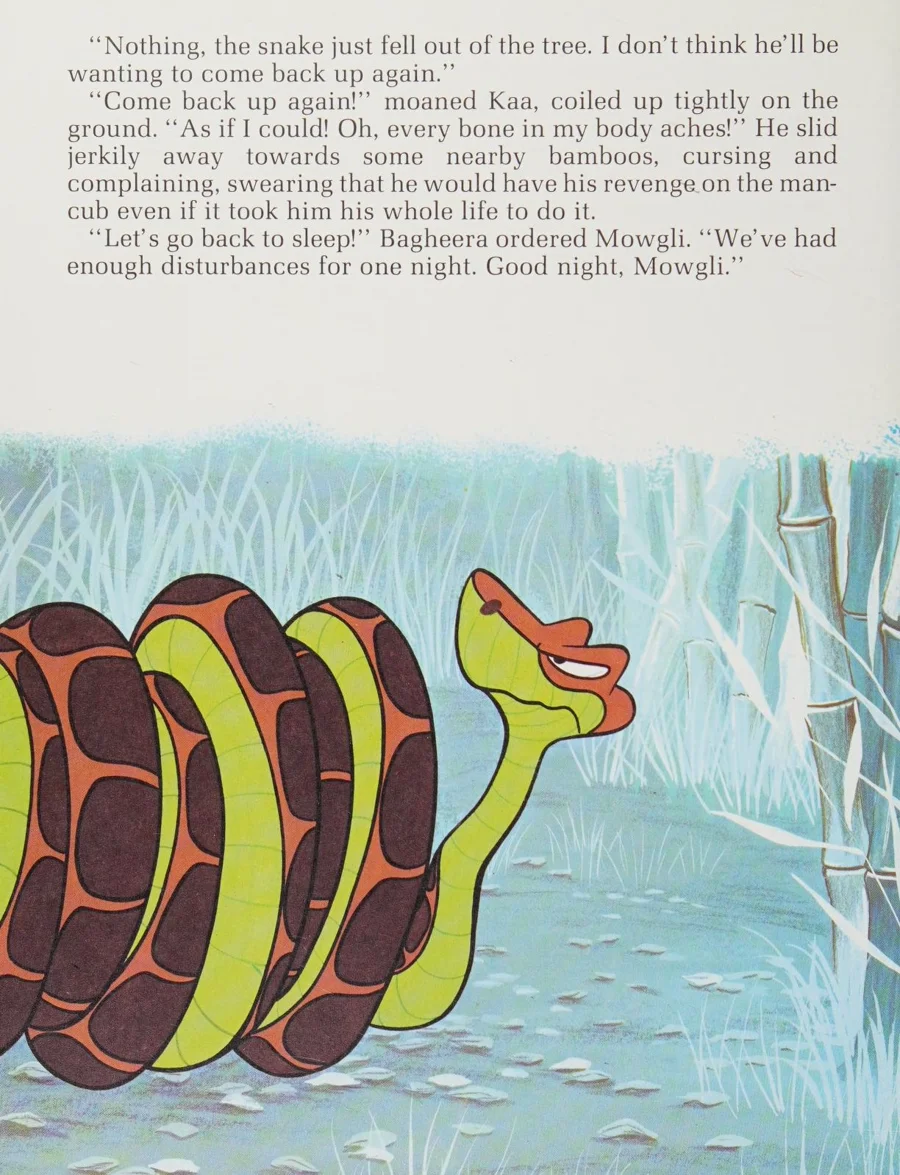 “Nothing, the snake just fell out of the tree. I don’t think he’ll be
wanting to come back up again.”
“Come back up again!” moaned Kaa, coiled up tightly on the
ground. “As if I could! Oh, every bone in my body aches!” He slid
jerkily away towards some nearby bamboos, cursing and
complaining, swearing that he would have his revenge on the man-
cub even if it took him his whole life to do it.
“Let’s go back to sleep!” Bagheera ordered Mowgli. “We’ve had
enough disturbances for one night. Good night, Mowgli.”